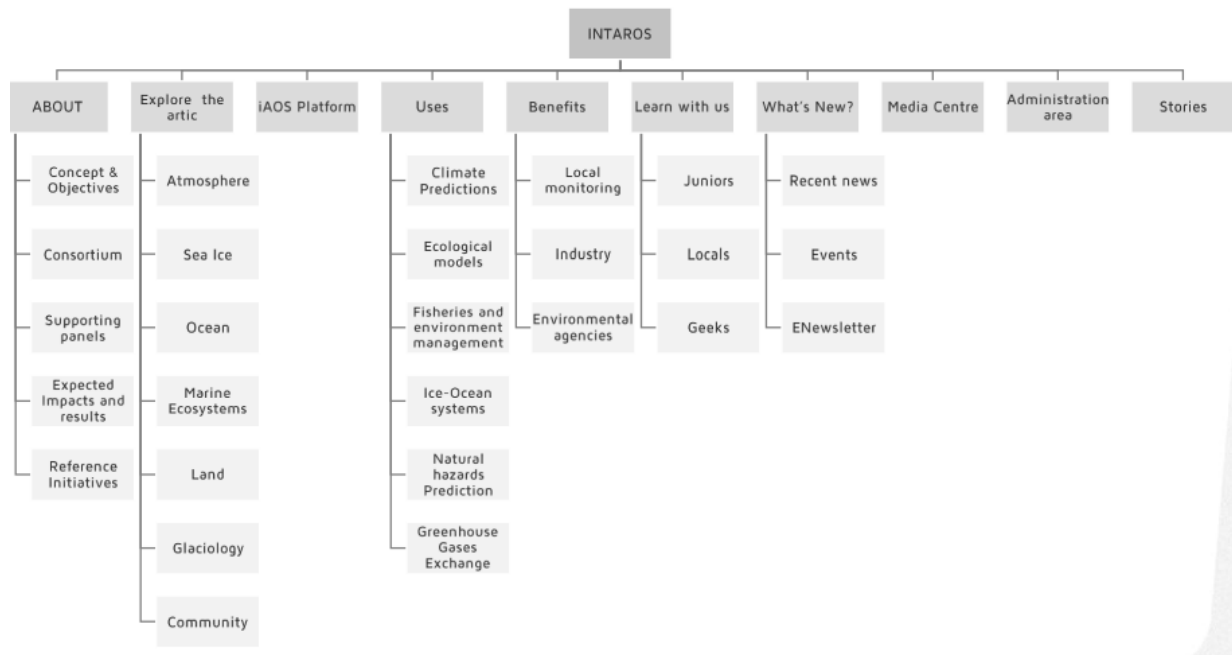 INTAROS
ABOUT
Explore the
artic
iAOS Platform
Uses
Benefits
Learn with us
What's New?
Media Centre
Administration
area
Stories
Concept &
Objectives
Consortium
Supporting
panels
Expected
Impacts and
results
Reference
Initiatives
Atmosphere
Sea Ice
Ocean
Marine
Ecosystems
Land
Glaciology
Community
Climate
Predictions
Ecological
models
Fisheries and
environment
management
Ice-Ocean
systems
Natural
hazards
Prediction
Greenhouse
Gases
Exchange
Local
monitoring
Industry
Environmental
agencies
Juniors
Locals
Geeks
Recent news
Events
ENewsletter